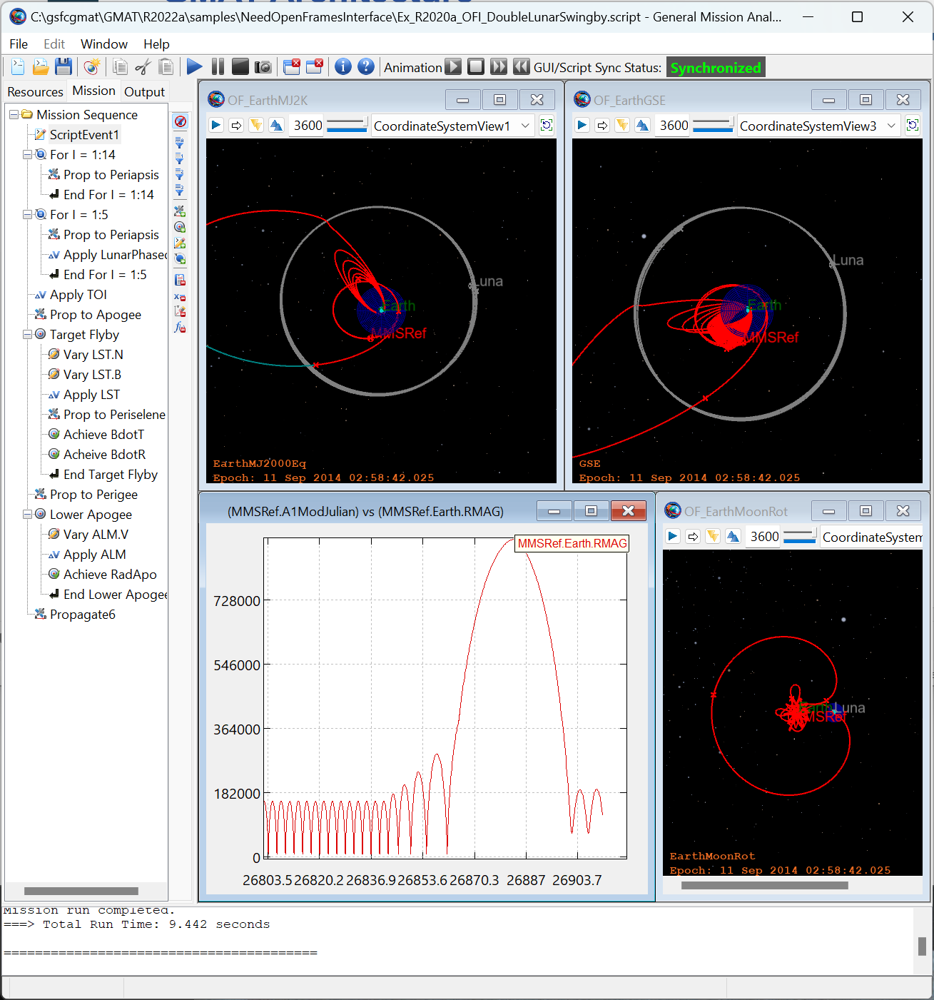 C:\gsfcgmat\GMAT\R2022a\samples\NeedOpenFramesInterface\Ex_R2020a_OFI_DoubleLunarSwingby.script - General Mission Anal...
File Edit Window Help
Animation GUI/Script Sync Status: Synchronized
Resources Mission Output
Mission Sequence
ScriptEvent1
For I = 1:14
Prop to Periapsis
End For I = 1:14
For I = 1:5
Prop to Periapsis
Apply LunarPhased
End For I = 1:5
Apply TOI
Prop to Apogee
Target Flyby
Vary LST.N
Vary LST.B
Apply LST
Prop to Periselene
Achieve BdotT
Acheive BdotR
End Target Flyby
Prop to Perigee
Lower Apogee
Vary ALM.V
Apply ALM
Achieve RadApo
End Lower Apogee
Propagate6
OF_EarthMJ2K
3600 CoordinateSystemView1
Luna
Earth
MMSRef
EarthMJ2000Eq
Epoch: 11 Sep 2014 02:58:42.025
OF_EarthGSE
3600 CoordinateSystemView3
Luna
Earth
MMSRef
GSE
Epoch: 11 Sep 2014 02:58:42.025
(MMSRef.A1ModJulian) vs (MMSRef.Earth.RMAG)
MMSRef.Earth.RMAG
728000
546000
364000
182000
0
26803.5 26820.2 26836.9 26853.6 26870.3 26887 26903.7
OF_EarthMoonRot
3600 CoordinateSystem
Earth Luna
MMSRef
EarthMoonRot
Epoch: 11 Sep 2014 02:58:42.025
Mission run completed.
===> Total Run Time: 9.442 seconds
========================================